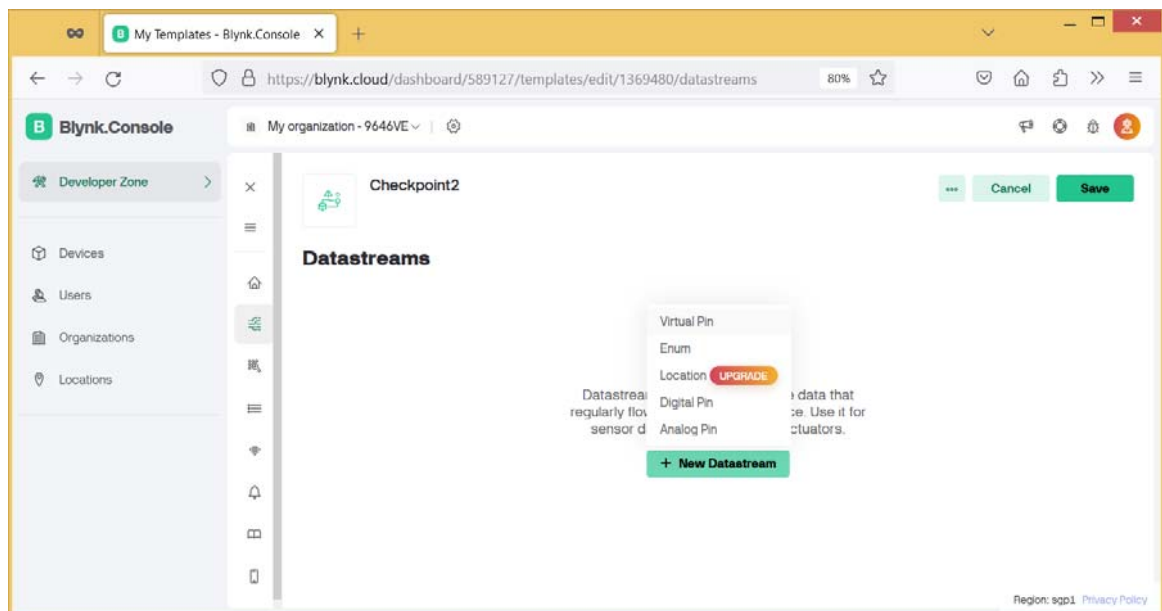 My Templates - Blynk.Console
https://blynk.cloud/dashboard/589127/templates/edit/1369480/datastreams
80%
B Blynk.Console
My organization - 9646VE
Developer Zone
Checkpoint2
Cancel
Save
Devices
Users
Organizations
Locations
Datastreams
Virtual Pin
Enum
Location UPGRADE
Digital Pin
Analog Pin
Datastrea data that
regularly flo ce. Use it for
sensor d ctuators.
+ New Datastream
Region: sgp1 Privacy Policy